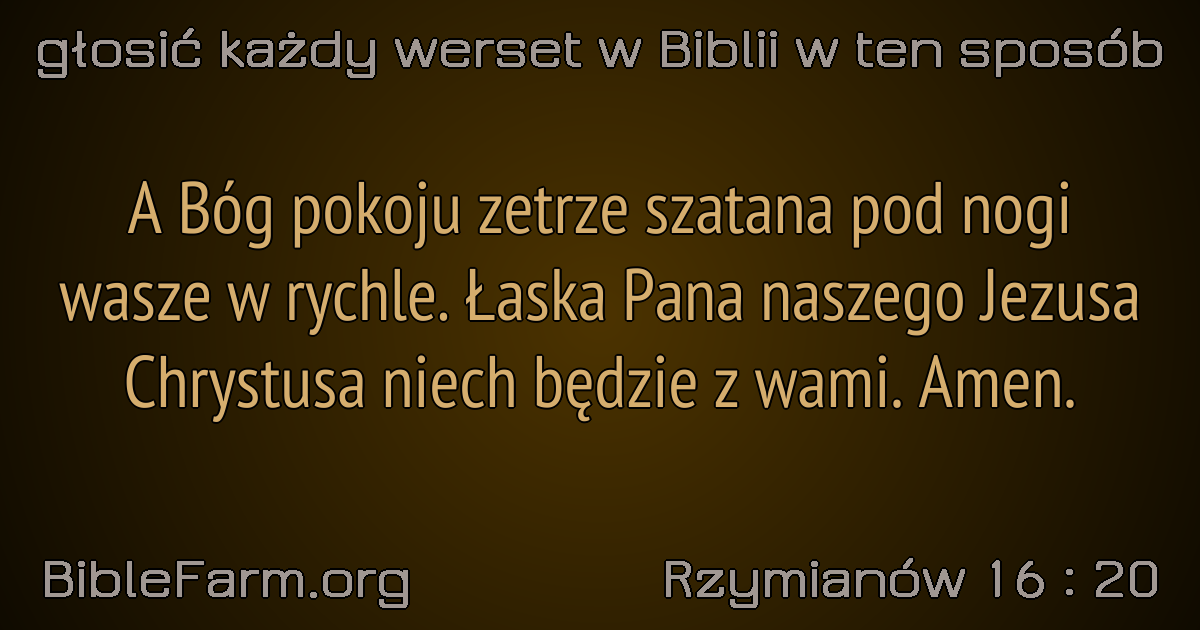 głosić każdy werset w Biblii w ten sposób
A Bóg pokoju zetrze szatana pod nogi
wasze w rychle. Łaska Pana naszego Jezusa
Chrystusa niech będzie z wami. Amen.
BibleFarm.org
Rzymianów 16 : 20